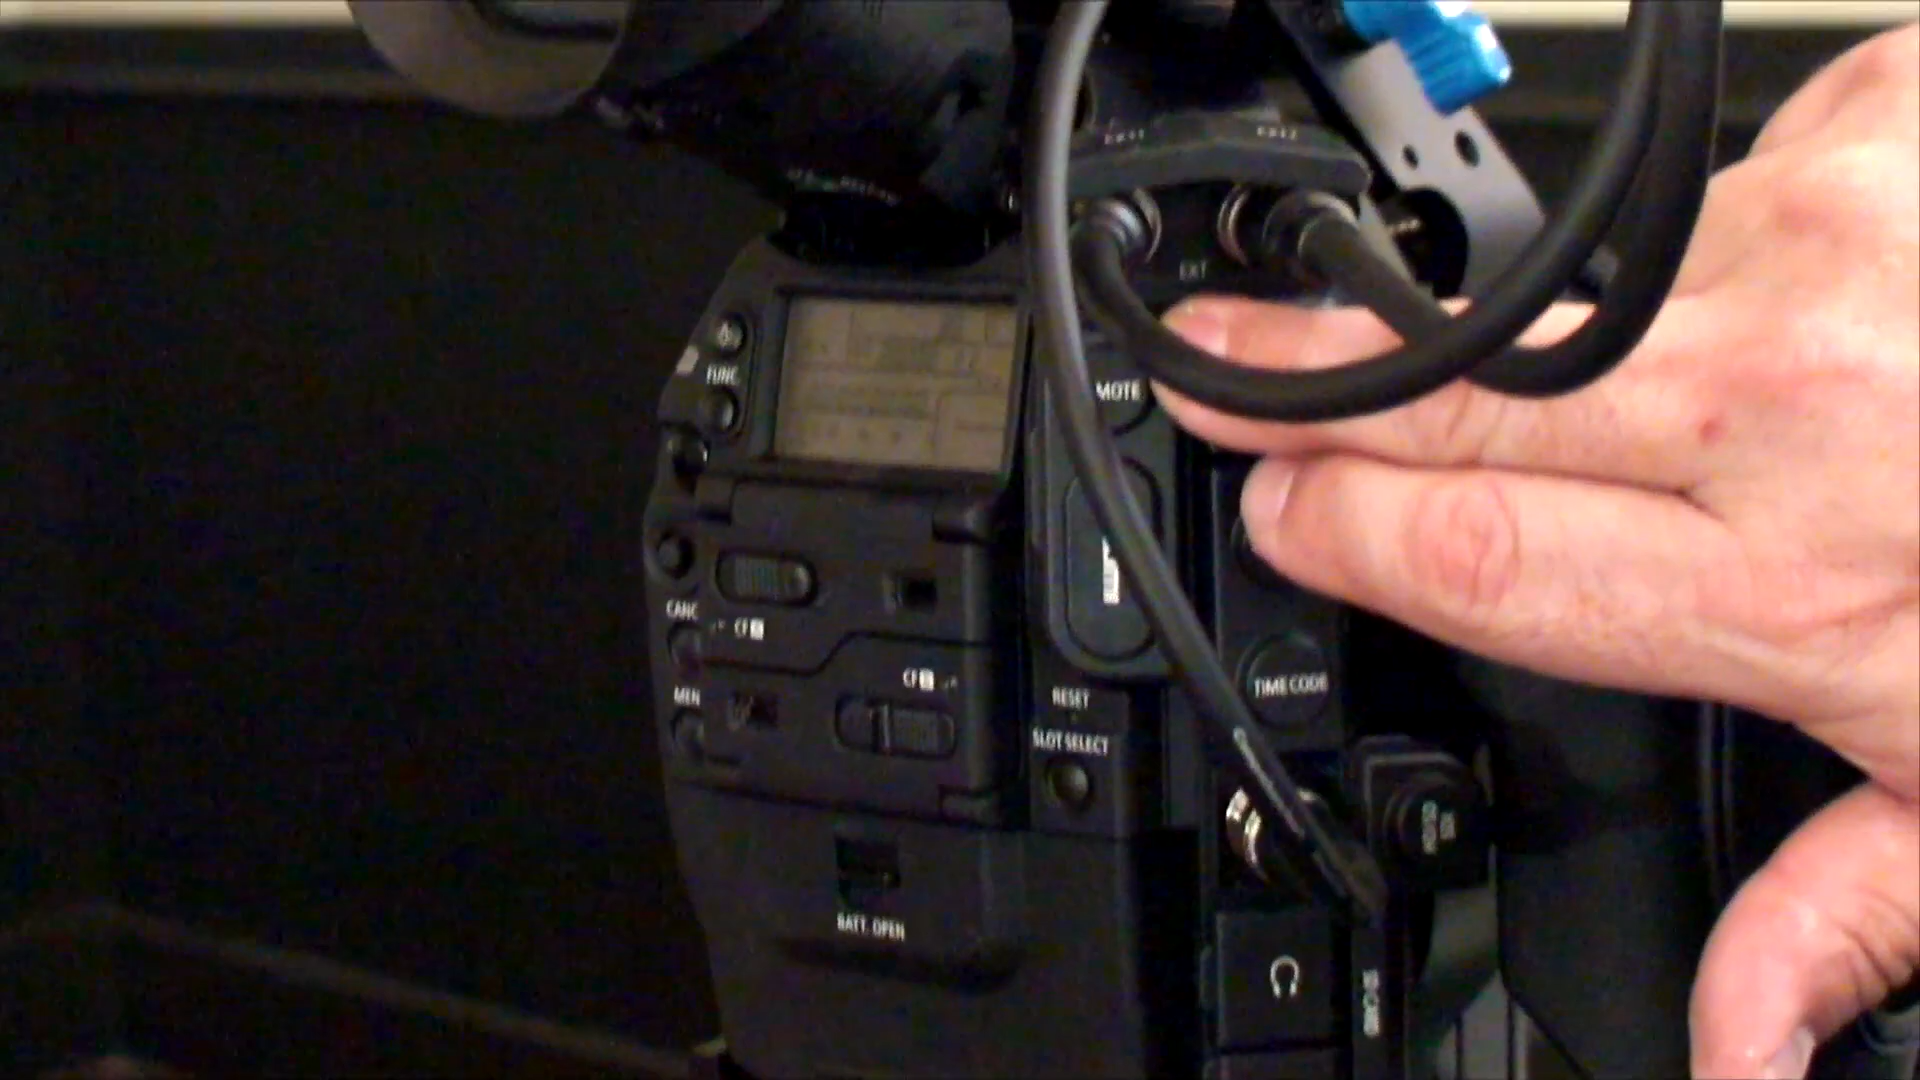 EXT
FUNC.
MOTE
CANC
CF
MEN
CF
TIME CODE
RESET
SLOT SELECT
BATT. OPEN